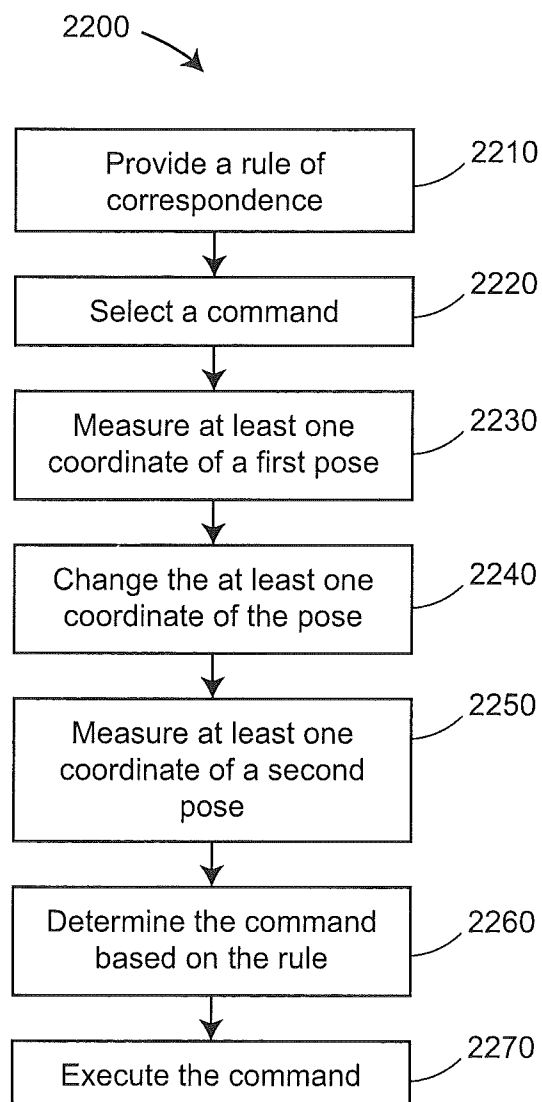 2200
Provide a rule of
correspondence
2210
Select a command
2220
Measure at least one
coordinate of a first pose
2230
Change the at least one
coordinate of the pose
2240
Measure at least one
coordinate of a second
pose
2250
Determine the command
based on the rule
2260
Execute the command
2270